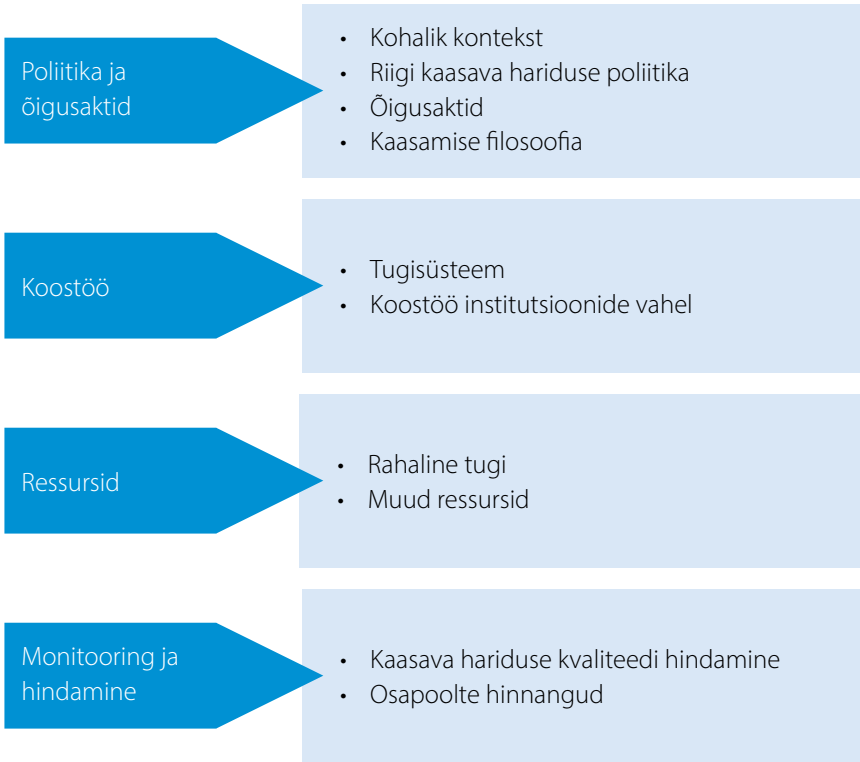 Poliitika ja
õigusaktid
• Kohalik kontekst
• Riigi kaasava hariduse poliitika
• Õigusaktid
• Kaasamise filosoofia
Koostöö
• Tugisüsteem
• Koostöö institutsioonide vahel
Ressursid
• Rahaline tugi
• Muud ressursid
Monitooring ja
hindamine
• Kaasava hariduse kvaliteedi hindamine
• Osapoolte hinnangud